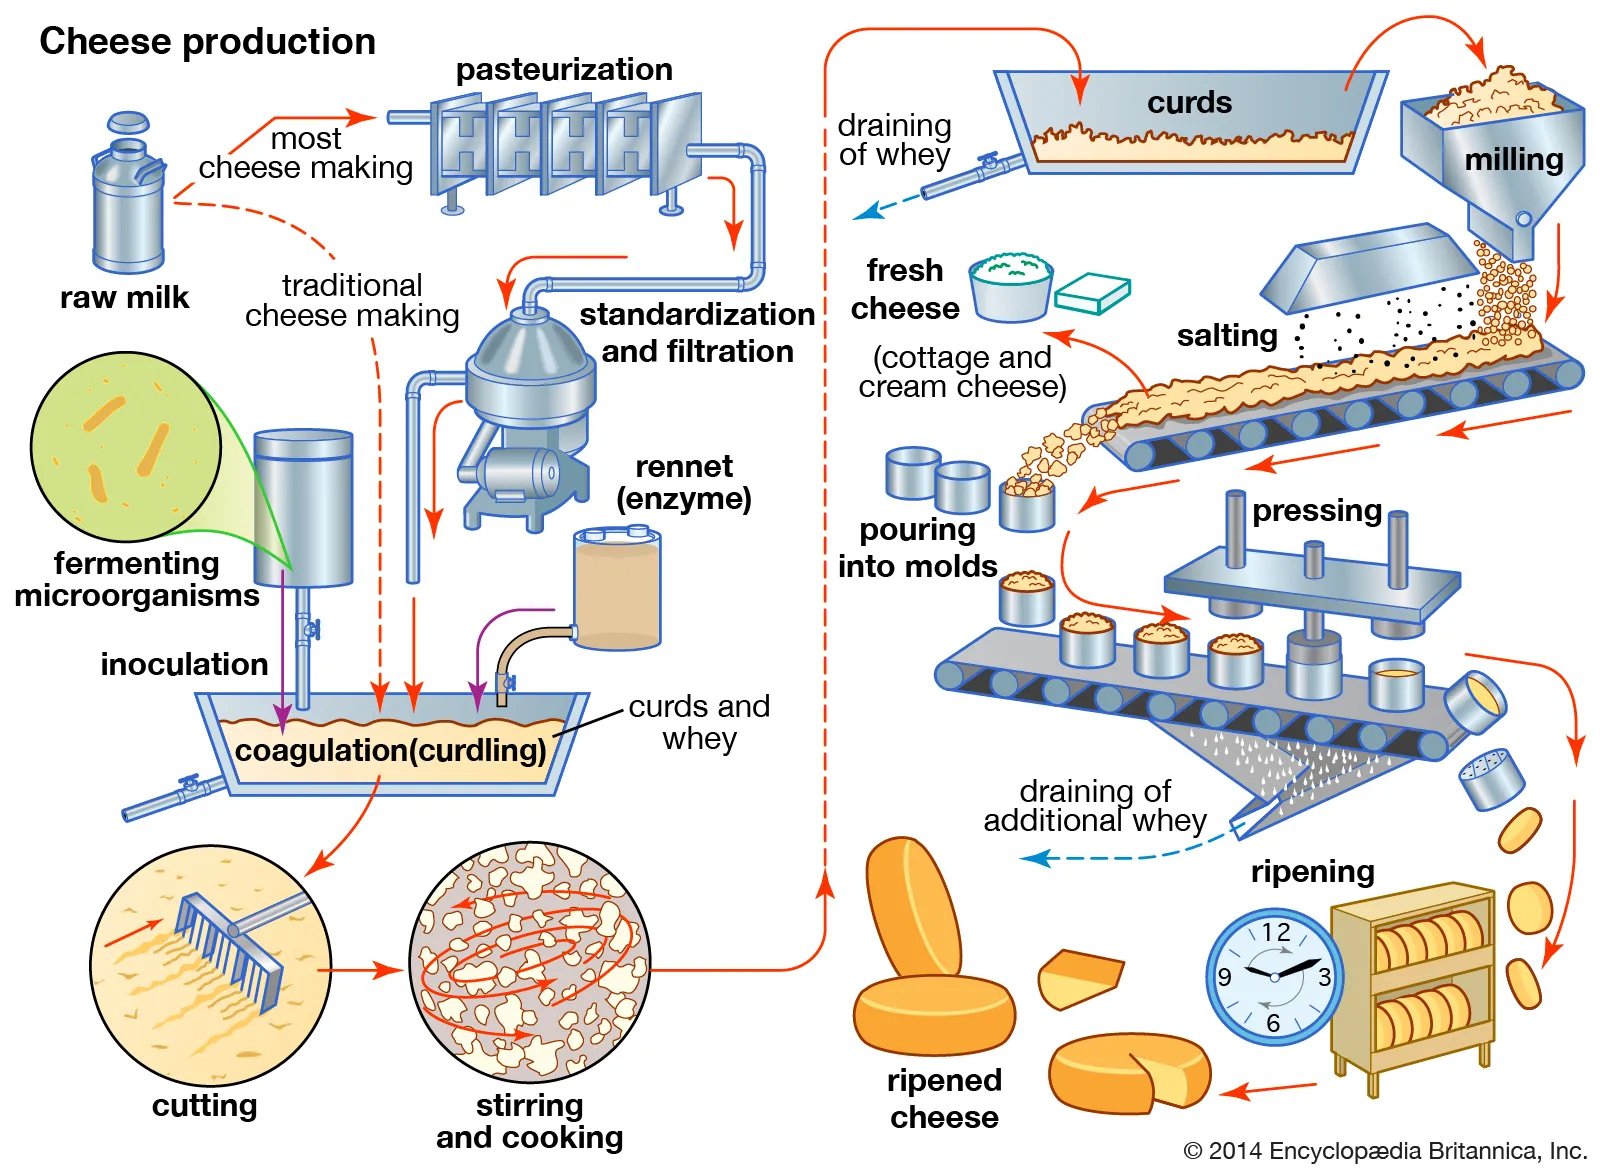 Cheese production
pasteurization
most
cheese making
raw milk
traditional
cheese making
standardization
and filtration
fermenting
microorganisms
rennet
(enzyme)
inoculation
coagulation(curdling)
curds and
whey
cutting
stirring
and cooking
curds
draining
of whey
milling
salting
fresh
cheese
(cottage and
cream cheese)
pouring
into molds
pressing
draining of
additional whey
ripening
12
9
3
6
ripened
cheese
© 2014 Encyclopædia Britannica, Inc.